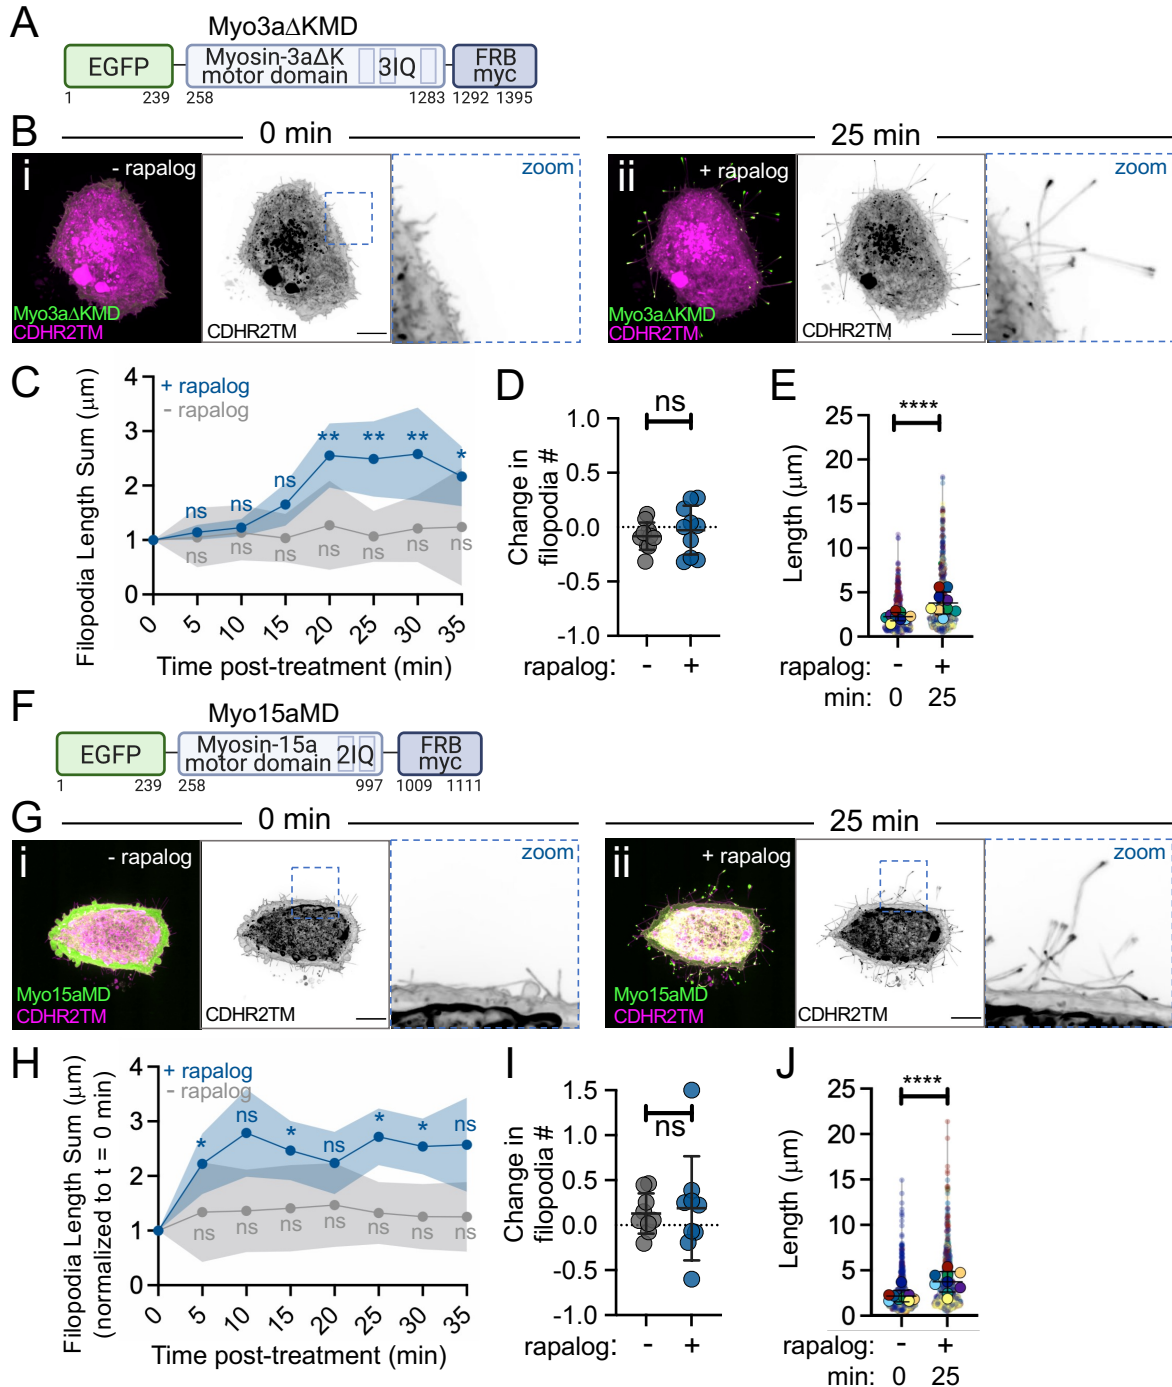 A
Myo3aΔKMD
EGFP
Myosin-3aΔK
motor domain
3IQ
FRB
myc
1 239 258 1283 1292 1395
B
0 min
25 min
i
- rapalog
zoom
Myo3aΔKMD
CDHR2TM
CDHR2TM
ii
+ rapalog
zoom
Myo3aΔKMD
CDHR2TM
CDHR2TM
C
Filopodia Length Sum (μm)
4
3
2
1
0
+ rapalog
- rapalog
ns ns ns ** ** ** *
ns ns ns ns ns ns ns
0 5 10 15 20 25 30 35
Time post-treatment (min)
D
Change in
filopodia #
ns
1.0
0.5
0.0
-0.5
-1.0
rapalog: - +
E
Length (μm)
****
25
20
15
10
5
0
rapalog: - +
min: 0 25
F
Myo15aMD
EGFP
Myosin-15a
motor domain
2IQ
FRB
myc
1 239 258 997 1009 1111
G
0 min
25 min
i
- rapalog
zoom
Myo15aMD
CDHR2TM
CDHR2TM
ii
+ rapalog
zoom
Myo15aMD
CDHR2TM
CDHR2TM
H
Filopodia Length Sum (μm)
(normalized to t = 0 min)
4
3
2
1
0
+ rapalog
- rapalog
* ns * ns * * ns
ns ns ns ns ns ns ns
0 5 10 15 20 25 30 35
Time post-treatment (min)
I
Change in
filopodia #
ns
1.5
1.0
0.5
0.0
-0.5
-1.0
rapalog: - +
J
Length (μm)
****
25
20
15
10
5
0
rapalog: - +
min: 0 25